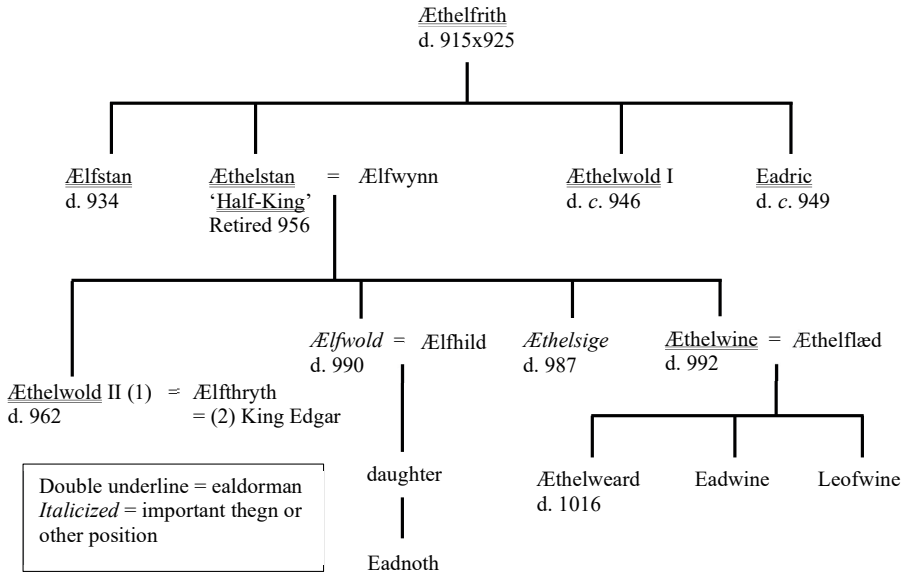 Æthelfrith
d. 915x925
Ælfstan
d. 934
Æthelstan = Ælfwynn
‘Half-King’
Retired 956
Æthelwold I
d. c. 946
Eadric
d. c. 949
Ælfwold = Ælfhild
d. 990
Æthelsige
d. 987
Æthelwine = Æthelflæd
d. 992
Æthelwold II (1) = Ælfthryth
d. 962 = (2) King Edgar
daughter
Eadnoth
Æthelweard
d. 1016
Eadwine
Leofwine
Double underline = ealdorman
Italicized = important thegn or
other position